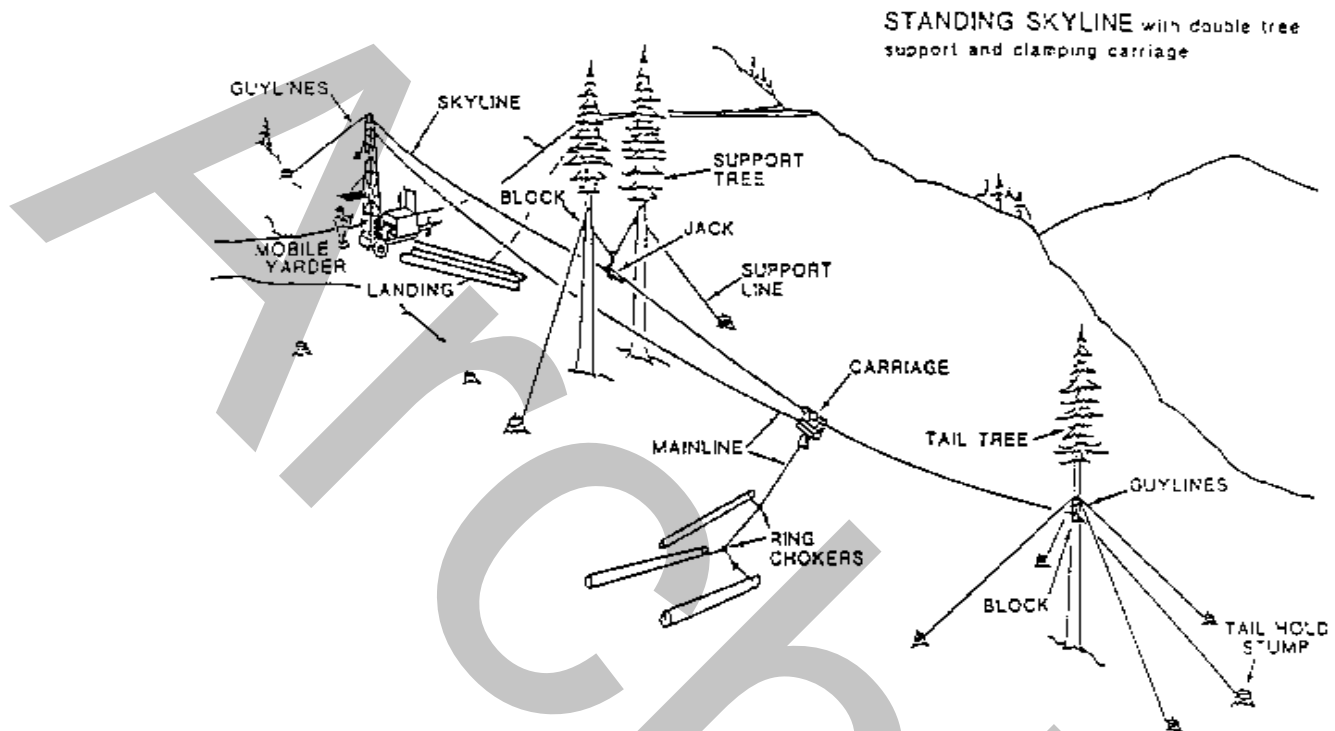 STANDING SKYLINE with double tree
support and clamping carriage
GUYLINES
SKYLINE
SUPPORT
TREE
BLOCK
JACK
MOBILE
YARDER
SUPPORT
LINE
LANDING
CARRIAGE
MAINLINE
TAIL TREE
GUYLINES
RING
CHOKERS
BLOCK
TAIL HOLD
STUMP